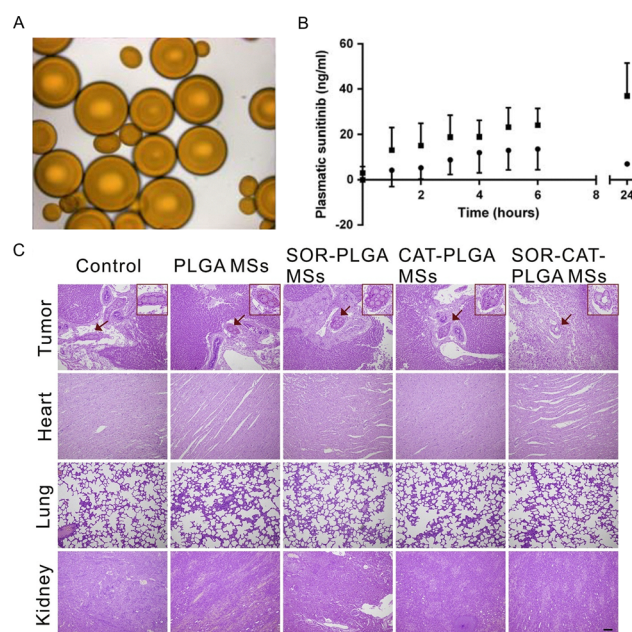 A
B
Plasmatic sunitinib (ng/ml)
60
40
20
0
-20
2
4
6
8
24
Time (hours)
C
Control
PLGA MSs
SOR-PLGA
MSs
CAT-PLGA
MSs
SOR-CAT-
PLGA MSs
Tumor
Heart
Lung
Kidney